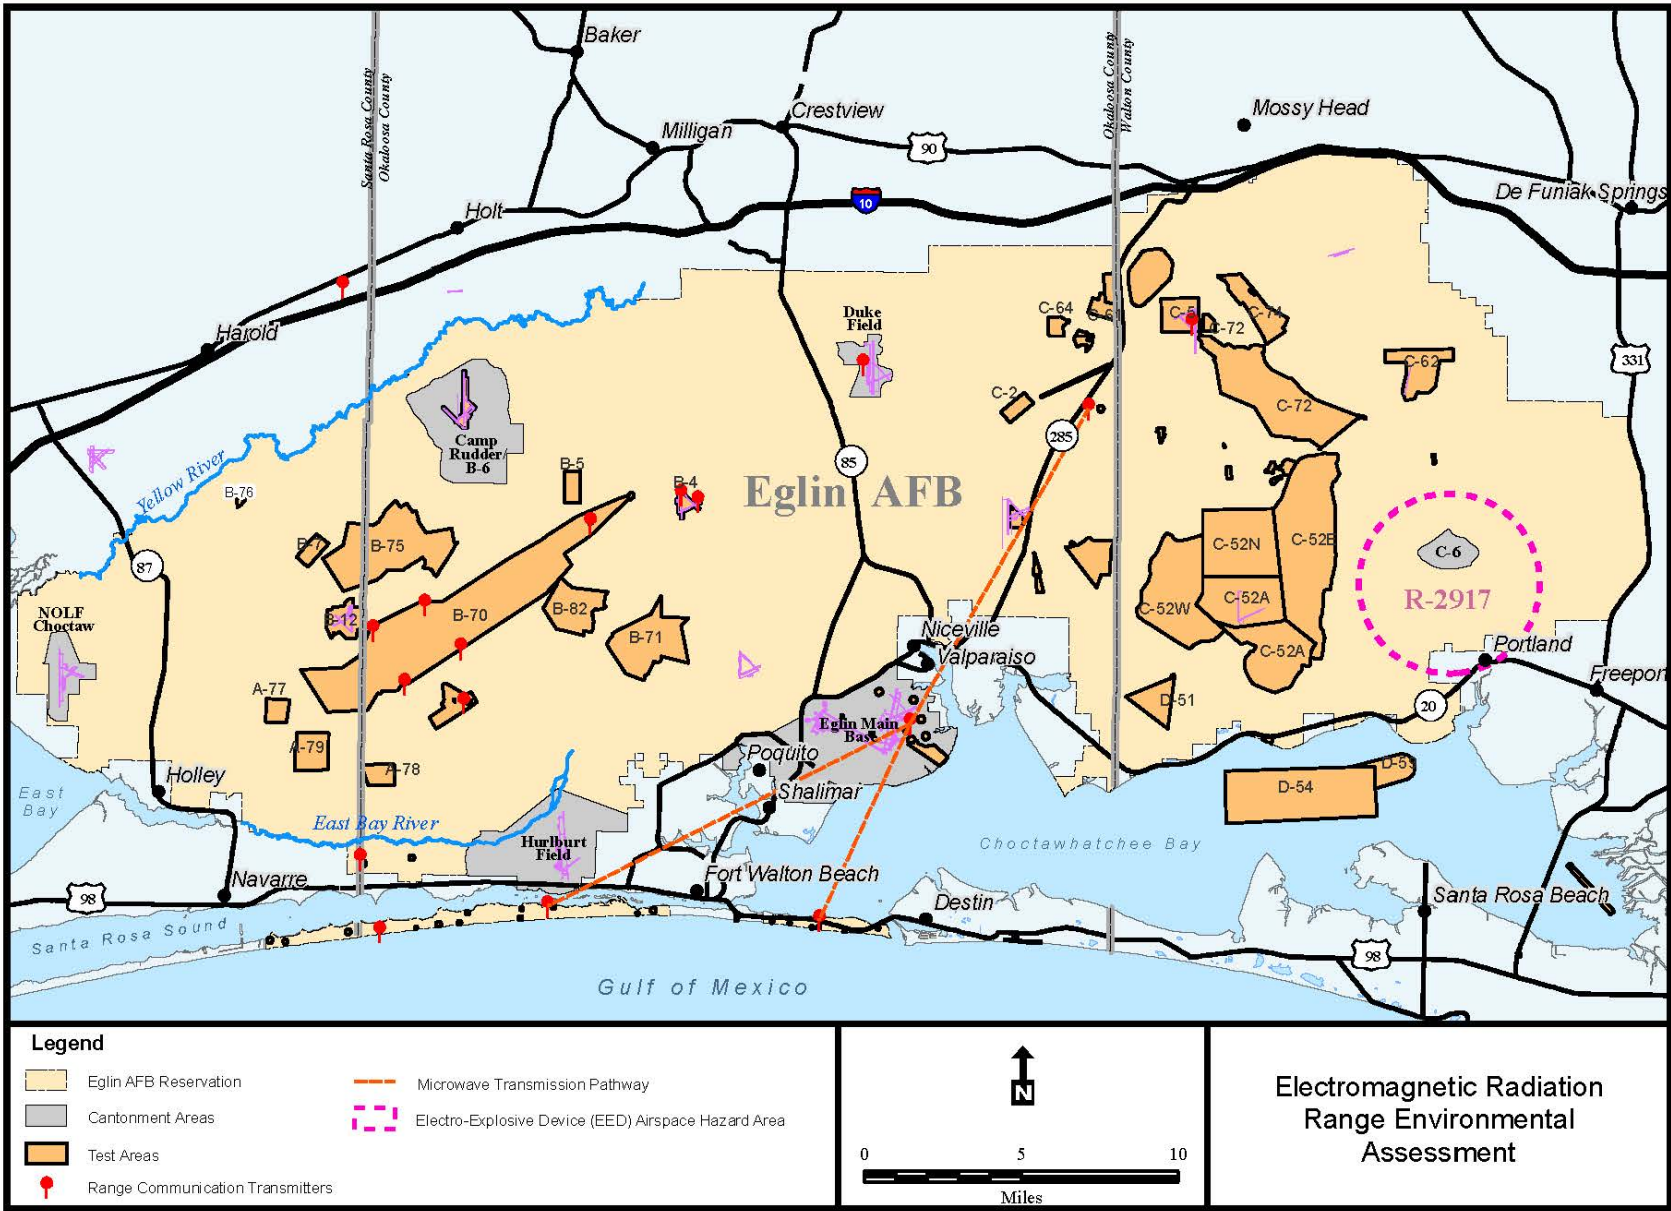 Baker
Santa Rosa County
Okaloosa County
Okaloosa County
Walton County
Crestview
Mossy Head
Milligan
90
De Funiak Springs
10
Holt
Harold
Duke
Field
C-64
C-72
C-74
331
C-62
C-2
C-72
Camp
Rudder/
B-6
285
85
Yellow River
B-76
B-5
B-4
Eglin AFB
B-7
B-75
C-52N
C-52E
C-6
87
R-2917
NOLF
Choctaw
B-12
B-70
B-82
B-71
C-52W
C-52A
C-52A
Niceville
Valparaiso
Portland
Freeport
A-77
D-51
20
Eglin Main
Base
A-79
Poquito
A-78
Holley
Shalimar
D-54
East
Bay
East Bay River
Hurlburt
Field
Choctawhatchee Bay
Navarre
Fort Walton Beach
98
Destin
Santa Rosa Beach
Santa Rosa Sound
98
Gulf of Mexico
Legend
Eglin AFB Reservation
Cantonment Areas
Test Areas
Range Communication Transmitters
Microwave Transmission Pathway
Electro-Explosive Device (EED) Airspace Hazard Area
N
0 5 10
Miles
Electromagnetic Radiation
Range Environmental
Assessment